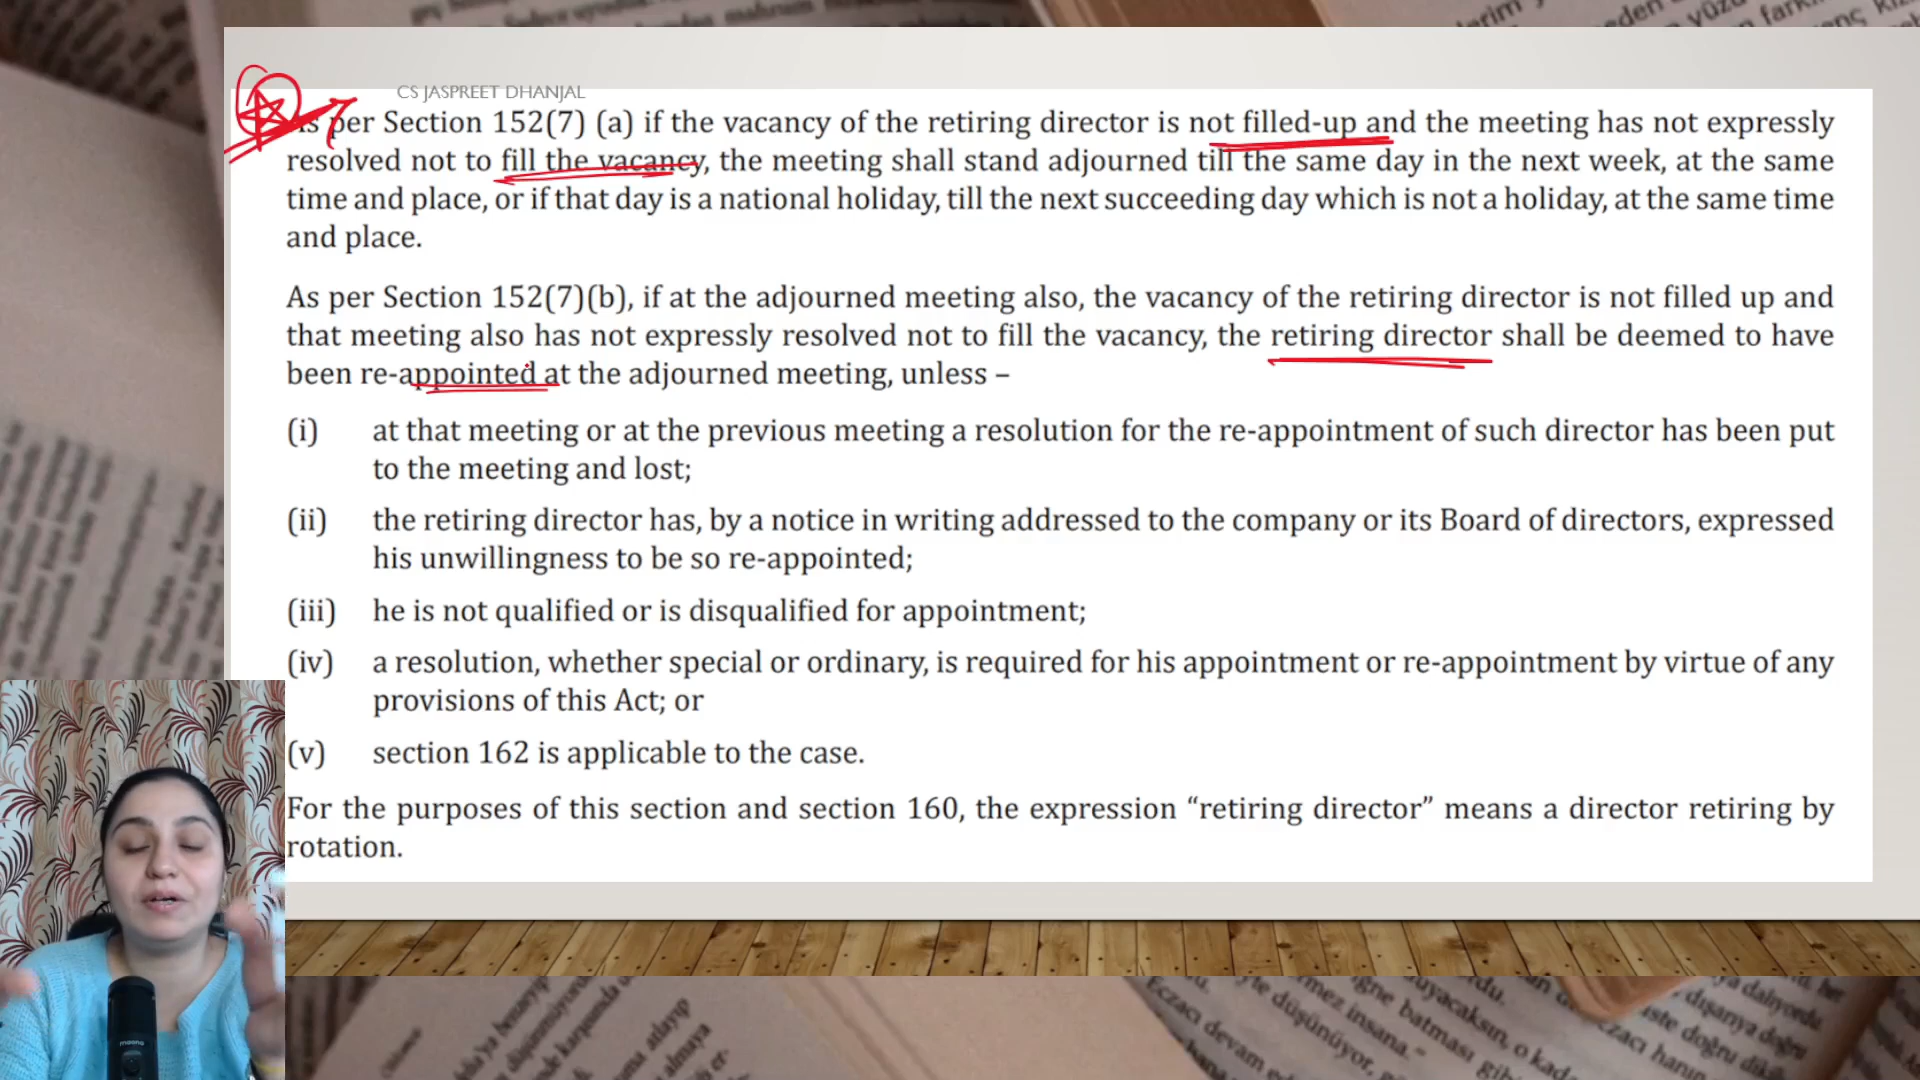 CS JASPREET DHANJAL
As per Section 152(7) (a) if the vacancy of the retiring director is not filled-up and the meeting has not expressly
resolved not to fill the vacancy, the meeting shall stand adjourned till the same day in the next week, at the same
time and place, or if that day is a national holiday, till the next succeeding day which is not a holiday, at the same time
and place.
As per Section 152(7)(b), if at the adjourned meeting also, the vacancy of the retiring director is not filled up and
that meeting also has not expressly resolved not to fill the vacancy, the retiring director shall be deemed to have
been re-appointed at the adjourned meeting, unless –
(i) at that meeting or at the previous meeting a resolution for the re-appointment of such director has been put
to the meeting and lost;
(ii) the retiring director has, by a notice in writing addressed to the company or its Board of directors, expressed
his unwillingness to be so re-appointed;
(iii) he is not qualified or is disqualified for appointment;
(iv) a resolution, whether special or ordinary, is required for his appointment or re-appointment by virtue of any
provisions of this Act; or
(v) section 162 is applicable to the case.
For the purposes of this section and section 160, the expression “retiring director” means a director retiring by
rotation.
maono